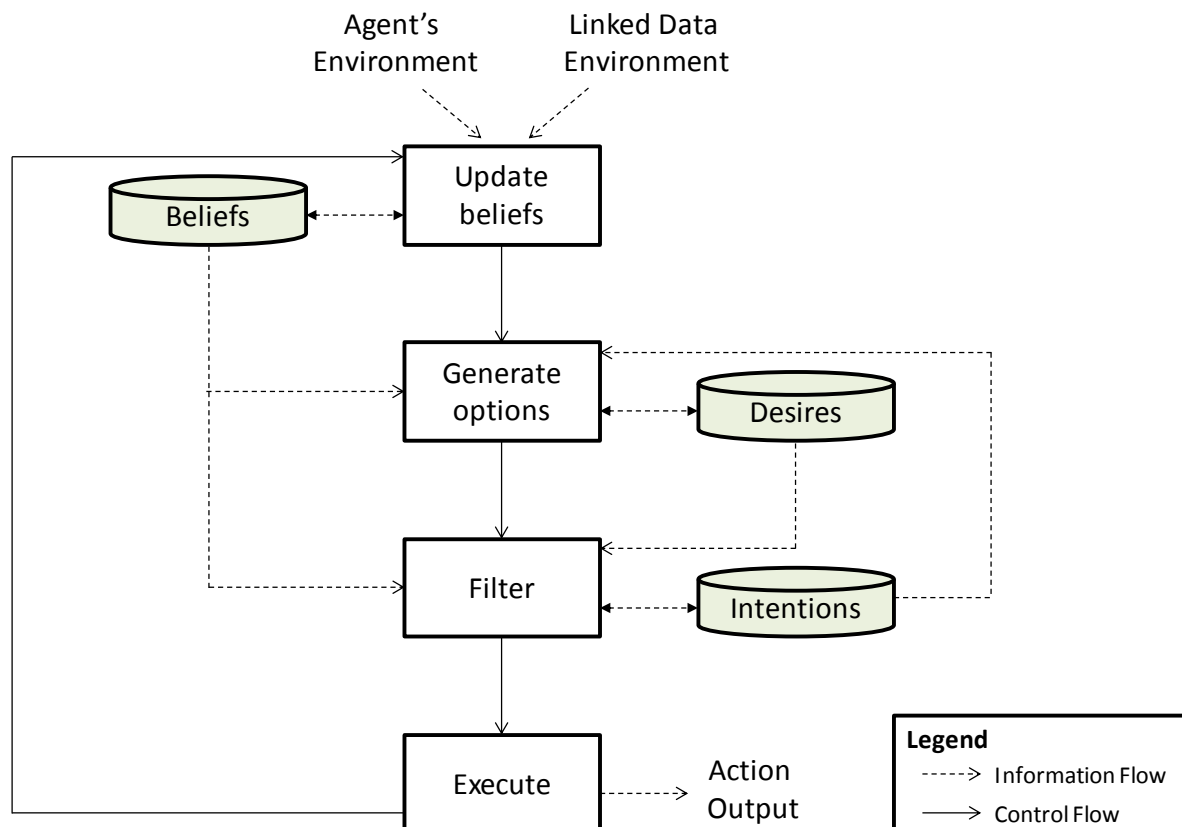 Agent's
Environment
Linked Data
Environment
Update
beliefs
Beliefs
Generate
options
Desires
Filter
Intentions
Execute
Action
Output
Legend
Information Flow
Control Flow